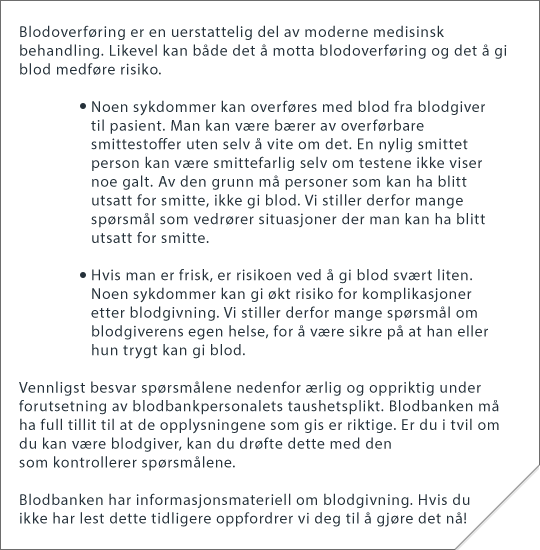 Blodoverføring er en uerstattelig del av moderne medisinsk
behandling. Likevel kan både det å motta blodoverføring og det å gi
blod medføre risiko.
• Noen sykdommer kan overføres med blod fra blodgiver
til pasient. Man kan være bærer av overførbare
smittestoffer uten selv å vite om det. En nylig smittet
person kan være smittefarlig selv om testene ikke viser
noe galt. Av den grunn må personer som kan ha blitt
utsatt for smitte, ikke gi blod. Vi stiller derfor mange
spørsmål som vedrører situasjoner der man kan ha blitt
utsatt for smitte.
• Hvis man er frisk, er risikoen ved å gi blod svært liten.
Noen sykdommer kan gi økt risiko for komplikasjoner
etter blodgivning. Vi stiller derfor mange spørsmål om
blodgiverens egen helse, for å være sikre på at han eller
hun trygt kan gi blod.
Vennligst besvar spørsmålene nedenfor ærlig og oppriktig under
forutsetning av blodbankpersonalets taushetsplikt. Blodbanken må
ha full tillit til at de opplysningene som gis er riktige. Er du i tvil om
du kan være blodgiver, kan du drøfte dette med den
som kontrollerer spørsmålene.
Blodbanken har informasjonsmateriell om blodgivning. Hvis du
ikke har lest dette tidligere oppfordrer vi deg til å gjøre det nå!